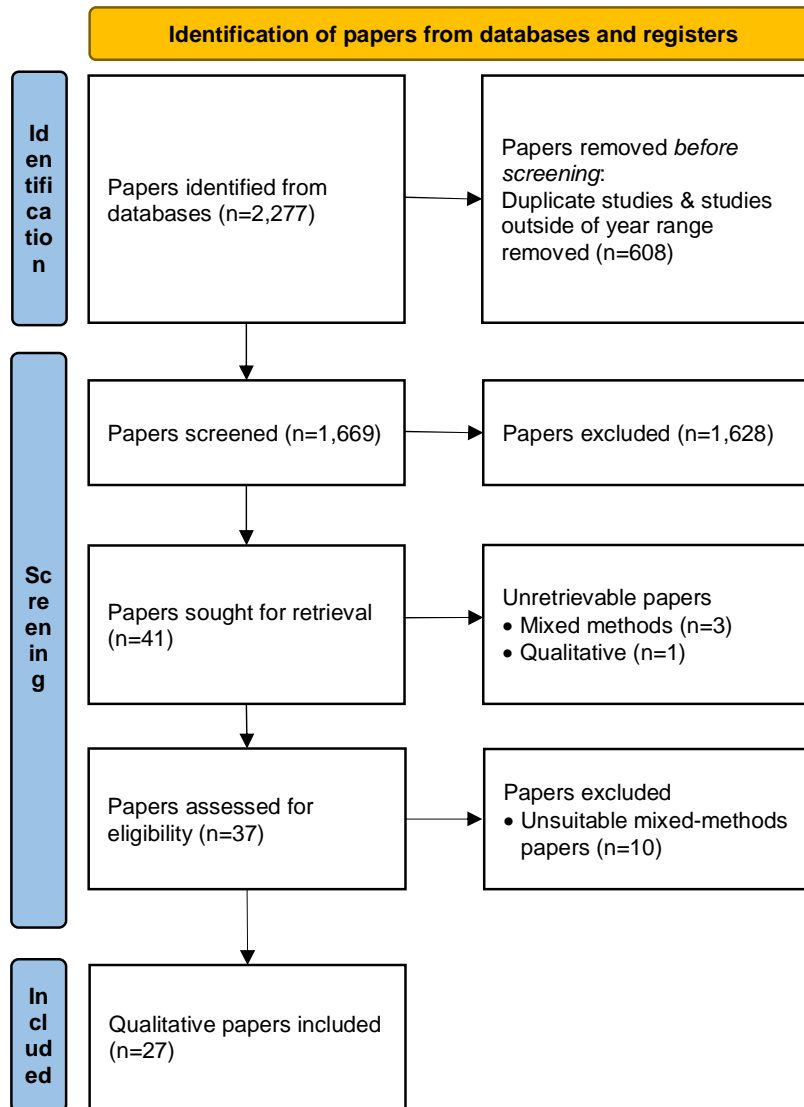 Identification of papers from databases and registers
Id
en
tifi
ca
tio
n
Papers identified from
databases (n=2,277)
Papers removed before
screening:
Duplicate studies & studies
outside of year range
removed (n=608)
Sc
re
en
in
g
Papers screened (n=1,669)
Papers excluded (n=1,628)
Papers sought for retrieval
(n=41)
Unretrievable papers
• Mixed methods (n=3)
• Qualitative (n=1)
Papers assessed for
eligibility (n=37)
Papers excluded
• Unsuitable mixed-methods
papers (n=10)
In
cl
ud
ed
Qualitative papers included
(n=27)